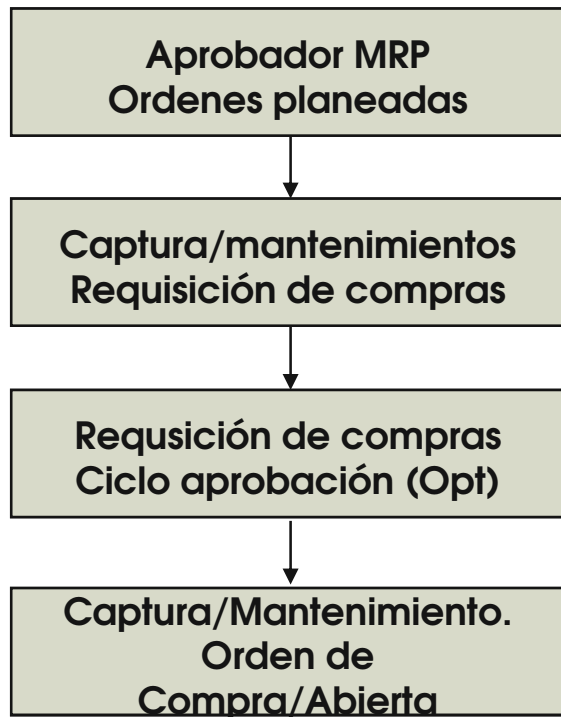 Aprobador MRP
Ordenes planeadas
Captura/mantenimientos
Requisición de compras
Requsición de compras
Ciclo aprobación (Opt)
Captura/Mantenimiento.
Orden de
Compra/Abierta